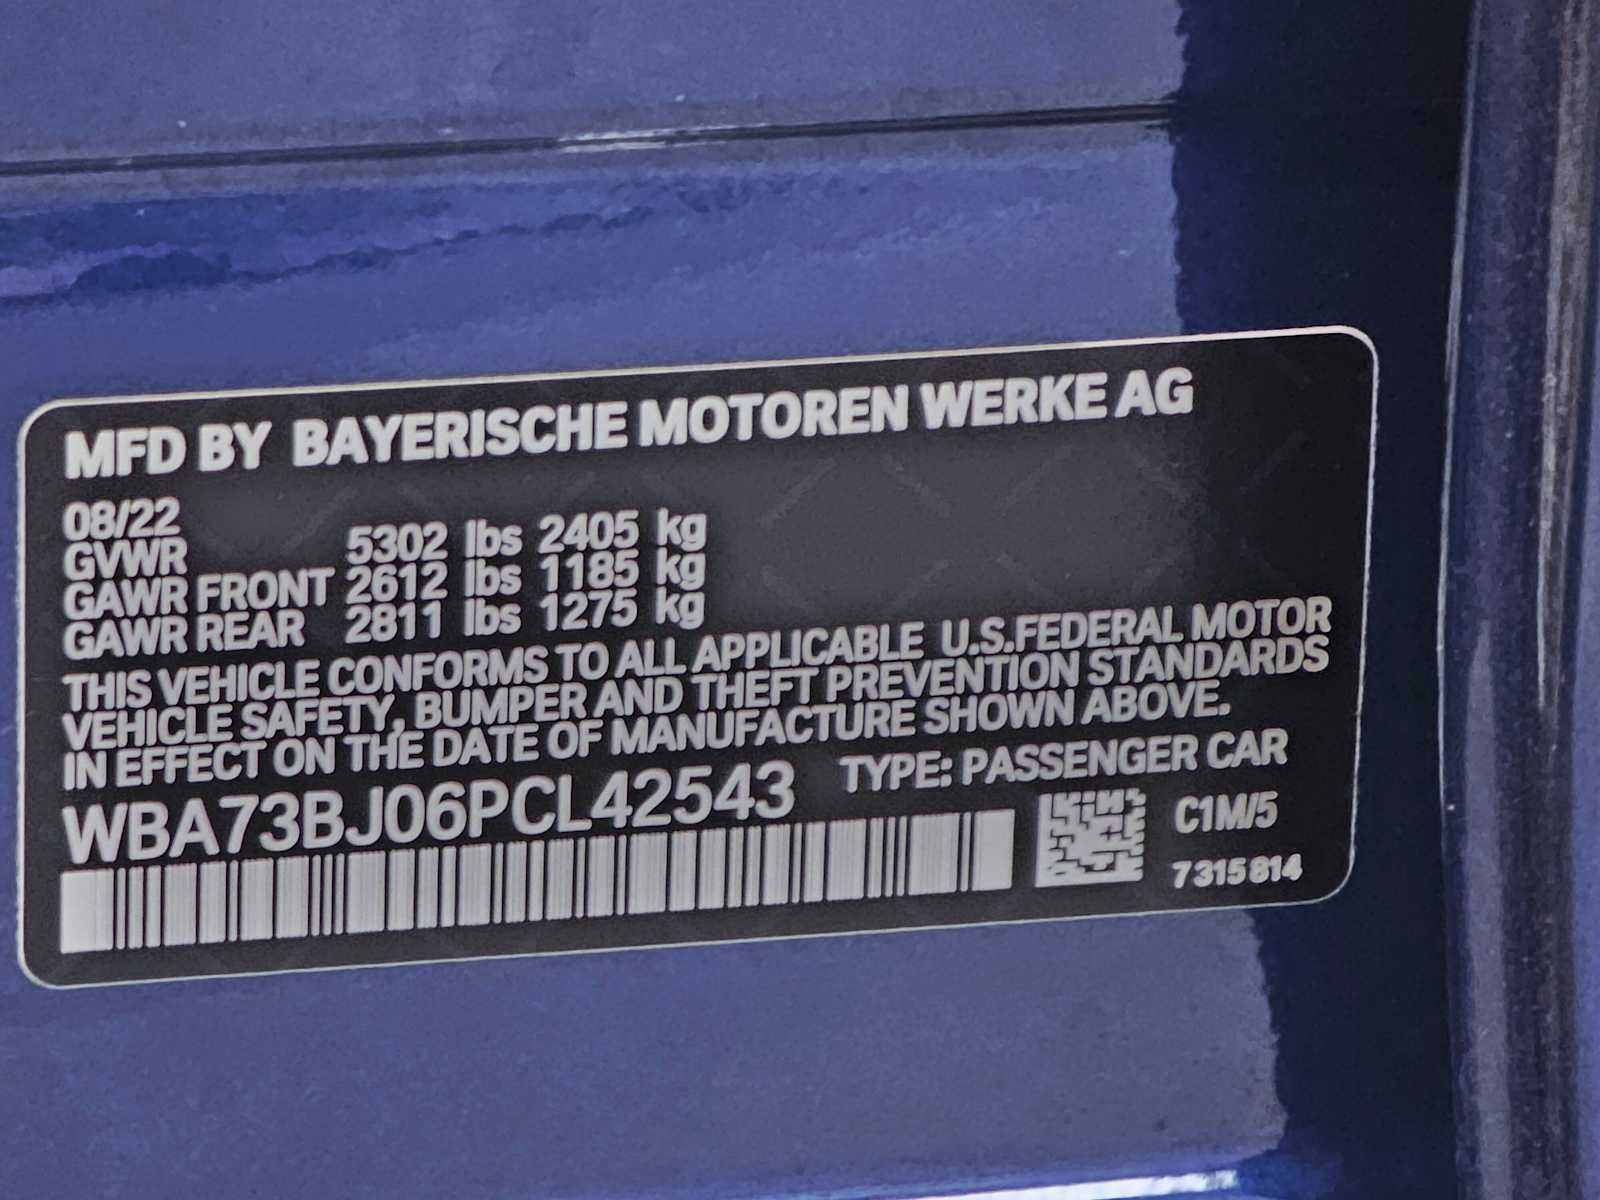 MFD BY BAYERISCHE MOTOREN WERKE AG
08/22
GVWR 5302 lbs 2405 kg
GAWR FRONT 2612 lbs 1185 kg
GAWR REAR 2811 lbs 1275 kg
THIS VEHICLE CONFORMS TO ALL APPLICABLE U.S.FEDERAL MOTOR
VEHICLE SAFETY, BUMPER AND THEFT PREVENTION STANDARDS
IN EFFECT ON THE DATE OF MANUFACTURE SHOWN ABOVE.
WBA73BJ06PCL42543 TYPE: PASSENGER CAR
C1M/5
7315814